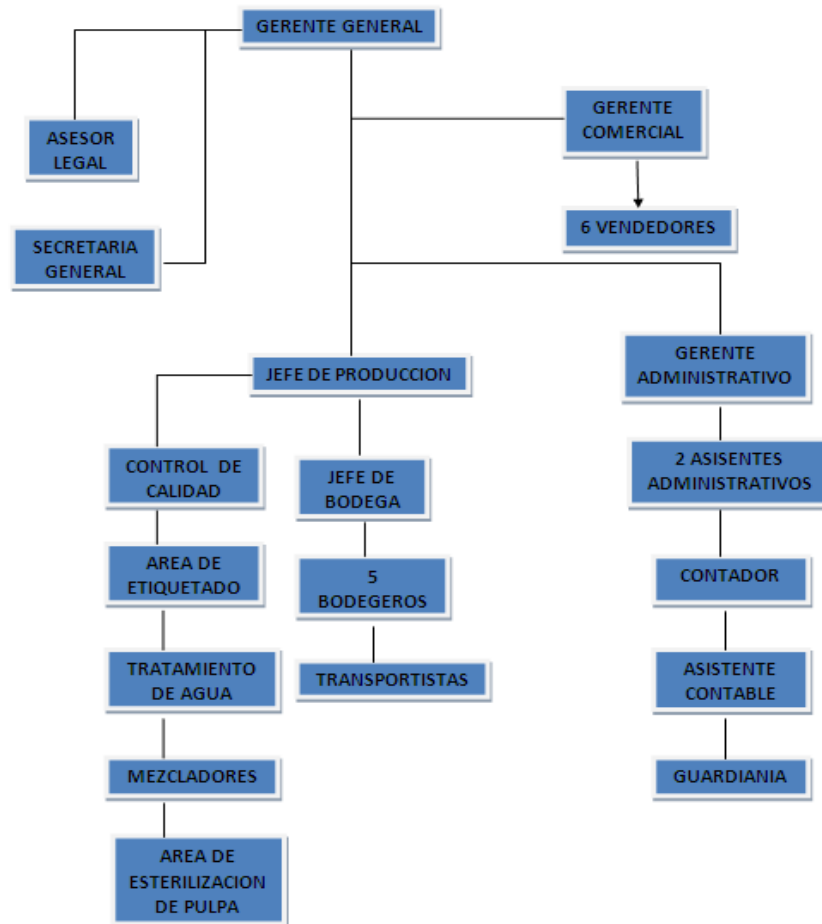 GERENTE GENERAL
GERENTE
COMERCIAL
ASESOR
LEGAL
6 VENDEDORES
SECRETARIA
GENERAL
GERENTE
ADMINISTRATIVO
JEFE DE PRODUCCION
2 ASISENTES
ADMINISTRATIVOS
CONTROL DE
CALIDAD
JEFE DE
BODEGA
AREA DE
ETIQUETADO
5
BODEGEROS
CONTADOR
TRATAMIENTO
DE AGUA
TRANSPORTISTAS
ASISTENTE
CONTABLE
MEZCLADORES
GUARDIANIA
AREA DE
ESTERILIZACION
DE PULPA